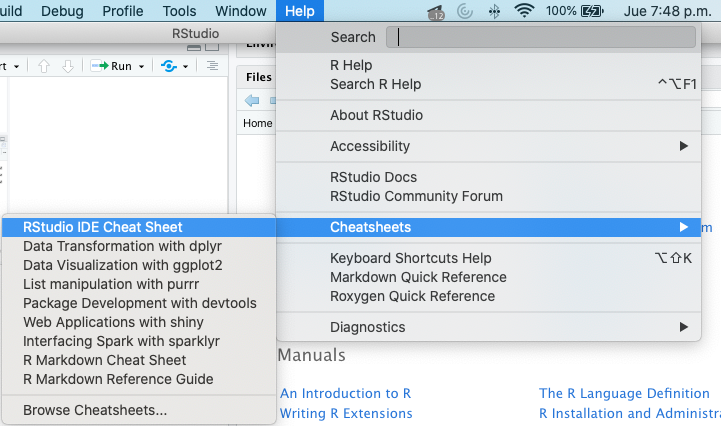 Debug Profile Tools Window Help 12 100% Jue 7:48 p.m.
RStudio
Search
R Help
Search R Help ^⌥F1
About RStudio
Accessibility
RStudio Docs
RStudio Community Forum
Cheatsheets
Keyboard Shortcuts Help ⌥⇧K
Markdown Quick Reference
Roxygen Quick Reference
Diagnostics
Run
Files
Home
RStudio IDE Cheat Sheet
Data Transformation with dplyr
Data Visualization with ggplot2
List manipulation with purrr
Package Development with devtools
Web Applications with shiny
Interfacing Spark with sparklyr
R Markdown Cheat Sheet
R Markdown Reference Guide
Browse Cheatsheets...
Manuals
An Introduction to R The R Language Definition
Writing R Extensions R Installation and Administra